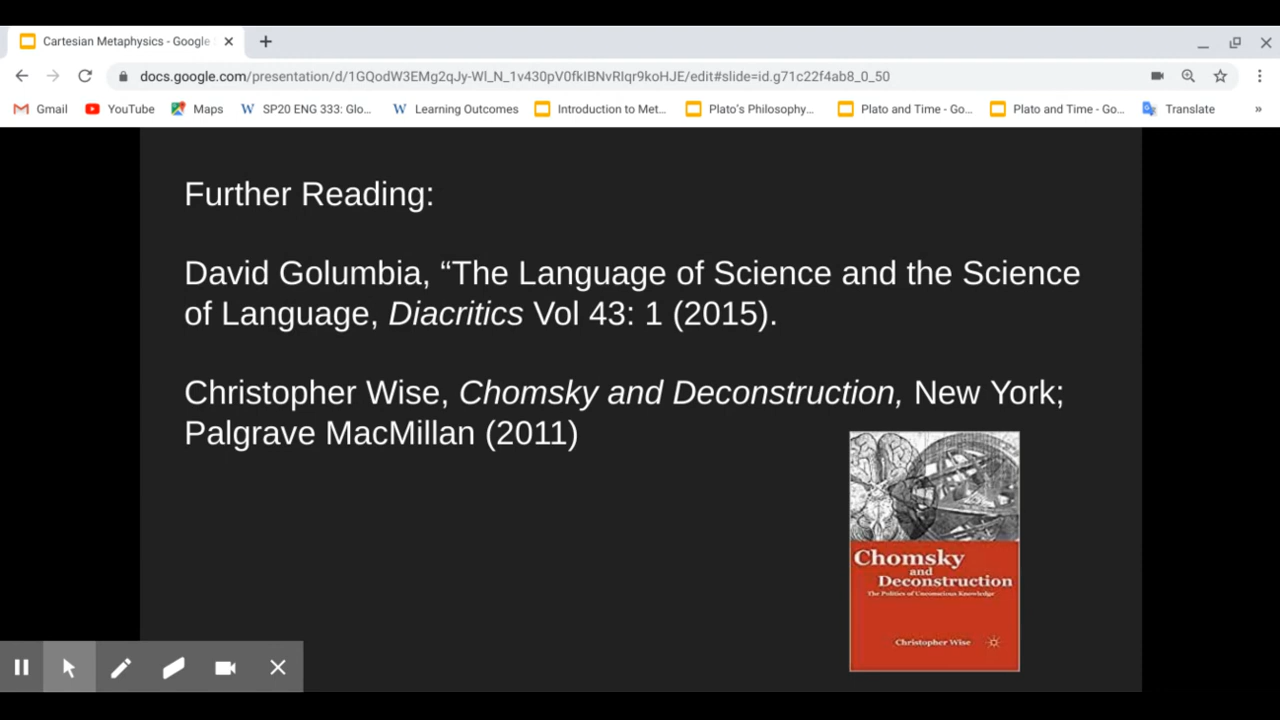 Cartesian Metaphysics - Google
docs.google.com/presentation/d/1GQodW3EMg2qJy-Wl_N_1v430pV0fkIBNvRIqr9koHJE/edit#slide=id.g71c22f4ab8_0_50
Gmail YouTube Maps SP20 ENG 333: Glo... Learning Outcomes Introduction to Met... Plato's Philosophy... Plato and Time - Go... Plato and Time - Go... Translate »
Further Reading:
David Golumbia, “The Language of Science and the Science
of Language, Diacritics Vol 43: 1 (2015).
Christopher Wise, Chomsky and Deconstruction, New York;
Palgrave MacMillan (2011)
Chomsky
and
Deconstruction
The Politics of Unconscious Knowledge
Christopher Wise